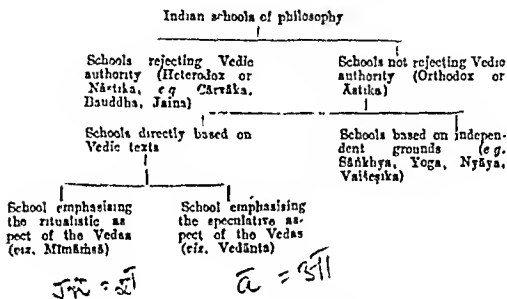 Indian schools of philosophy
Schools rejecting Vedic
authority (Heterodox or
Nāstika, e g Cārvāka,
Bauddha, Jaina)
Schools not rejecting Vedic
authority (Orthodox or
Āstika)
Schools directly based on
Vedic texts
Schools based on indepen-
dent grounds (e g.
Sāṅkhya, Yoga, Nyāya,
Vaiśeṣika)
School emphasising
the ritualistic as
pect of the Vedas
(viz. Mīmāṁsā)
School emphasising
the speculative as-
pect of the Vedas
(viz. Vedānta)
ā = आ